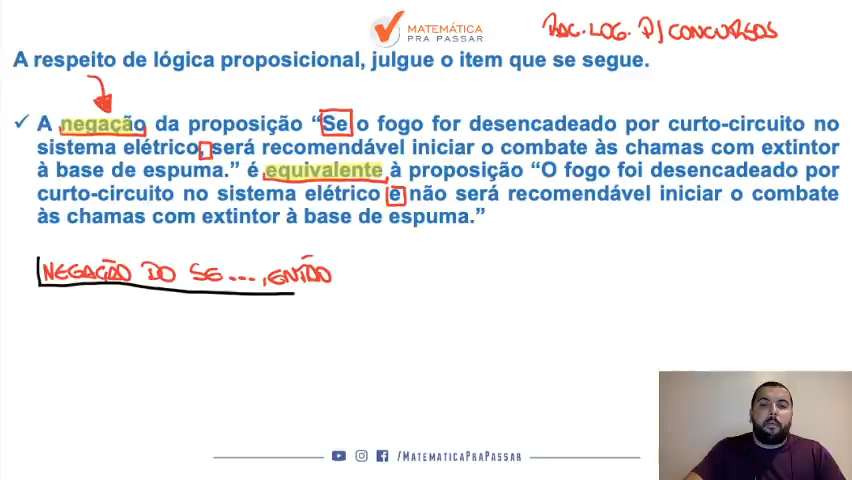 MATEMÁTICA
PRA PASSAR
RAC. LOG. P/ CONCURSOS
A respeito de lógica proposicional, julgue o item que se segue.
✓ A negação da proposição “Se o fogo for desencadeado por curto-circuito no
sistema elétrico, será recomendável iniciar o combate às chamas com extintor
à base de espuma.” é equivalente à proposição “O fogo foi desencadeado por
curto-circuito no sistema elétrico e não será recomendável iniciar o combate
às chamas com extintor à base de espuma.”
NEGAÇÃO DO SE ..., ENTÃO
/MATEMATICAPRAPASSAR